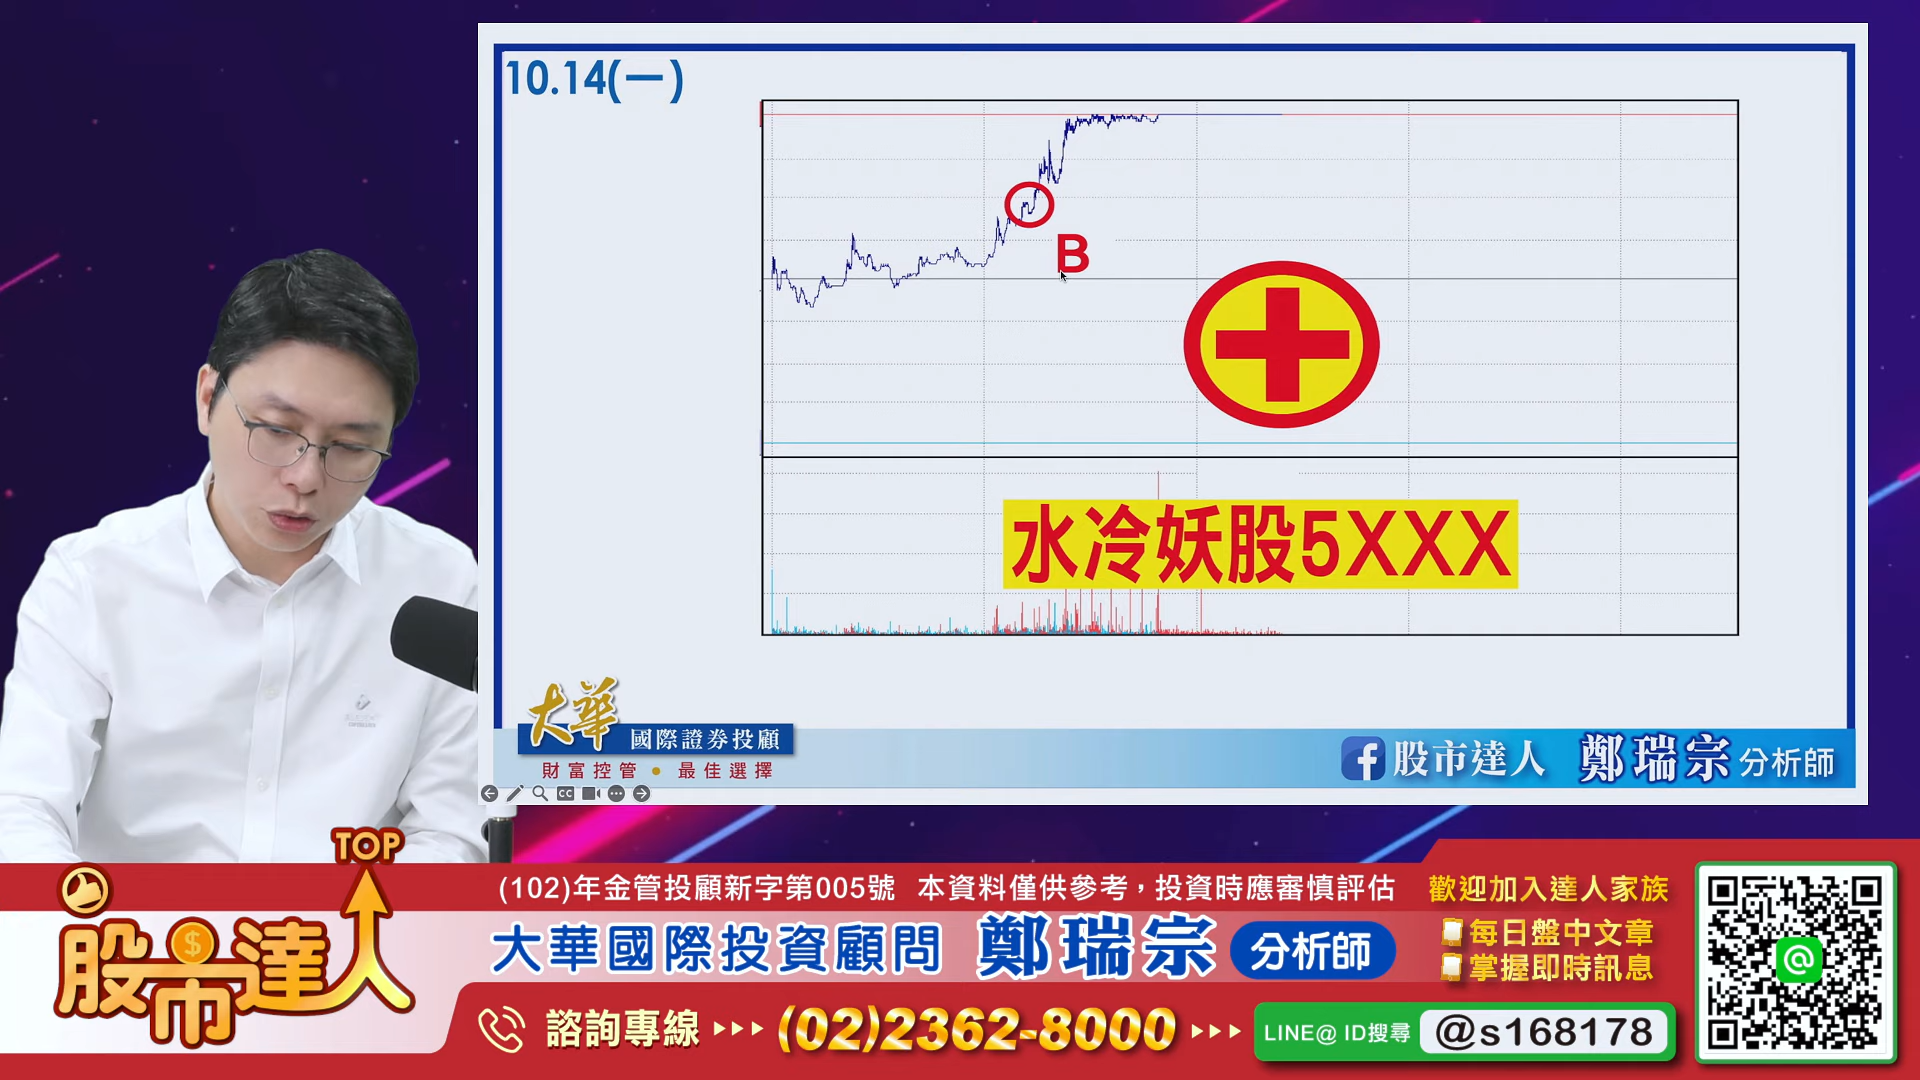 10.14(一)
B
水冷妖股5XXX
大華
國際證券投顧
財富控管 • 最佳選擇
股市達人 鄭瑞宗 分析師
CC
TOP
股市達人
$
(102)年金管投顧新字第005號 本資料僅供參考，投資時應審慎評估
大華國際投資顧問 鄭瑞宗 分析師
諮詢專線 (02)2362-8000
歡迎加入達人家族
每日盤中文章
掌握即時訊息
LINE@ ID搜尋 @s168178
@